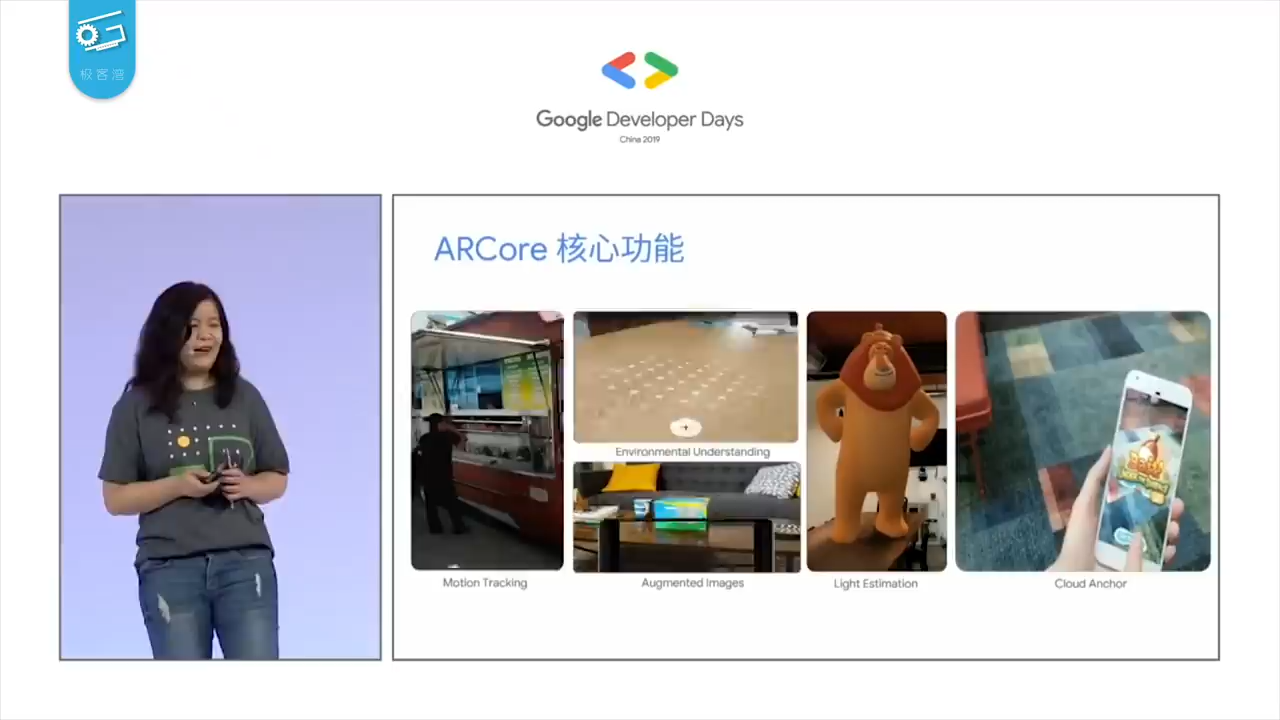 极客湾
Google Developer Days
China 2019
ARCore 核心功能
Environmental Understanding
Motion Tracking
Augmented Images
Light Estimation
Cloud Anchor